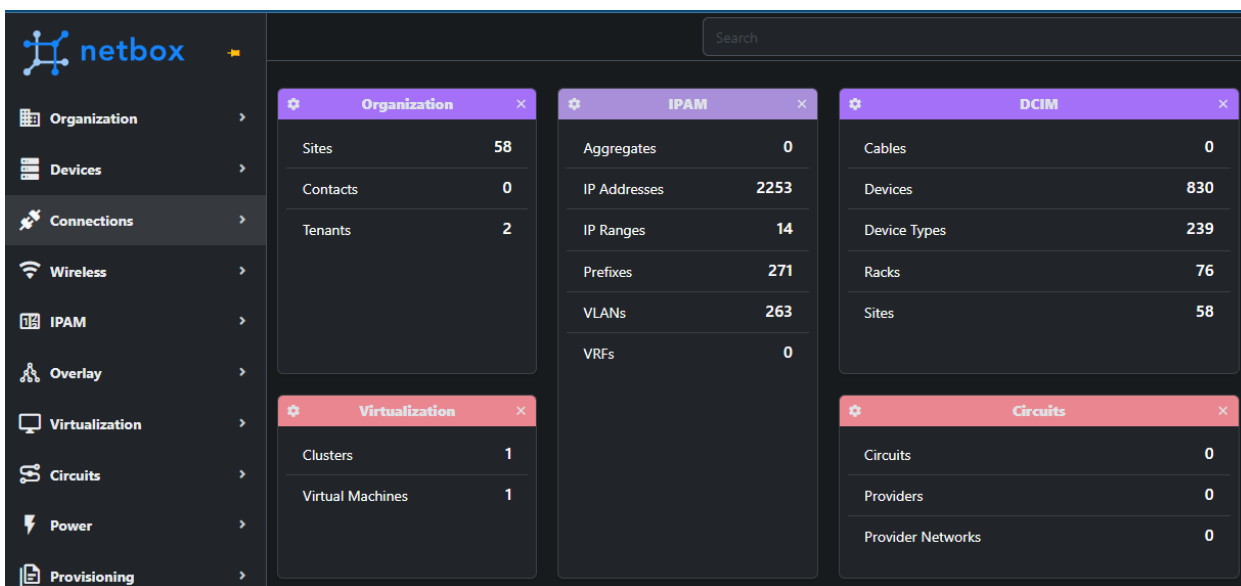 netbox
Search
Organization
Devices
Connections
Wireless
IPAM
Overlay
Virtualization
Circuits
Power
Provisioning
Organization
Sites 58
Contacts 0
Tenants 2
IPAM
Aggregates 0
IP Addresses 2253
IP Ranges 14
Prefixes 271
VLANs 263
VRFs 0
DCIM
Cables 0
Devices 830
Device Types 239
Racks 76
Sites 58
Virtualization
Clusters 1
Virtual Machines 1
Circuits
Circuits 0
Providers 0
Provider Networks 0